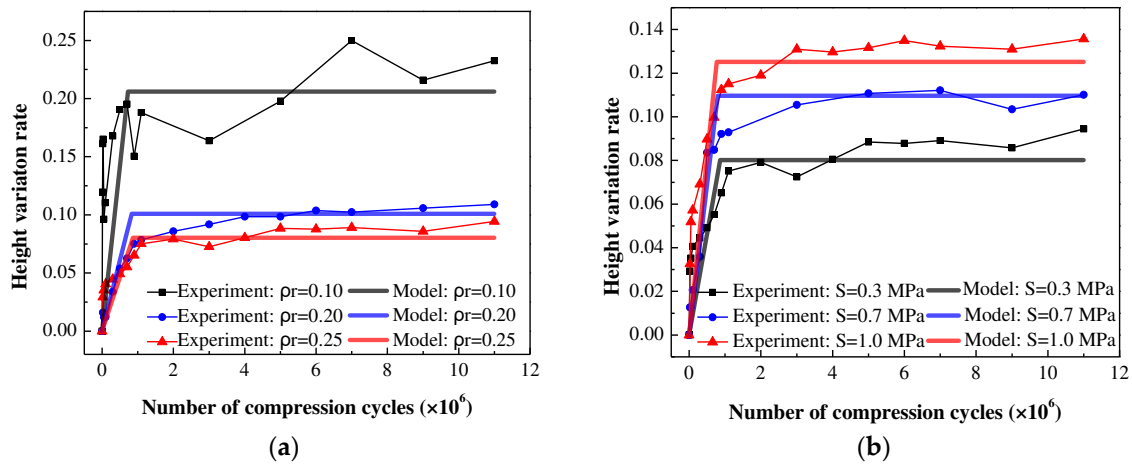 (a)
Height variaton rate
0.25
0.20
0.15
0.10
0.05
0.00
Experiment: ρr=0.10 Model: ρr=0.10
Experiment: ρr=0.20 Model: ρr=0.20
Experiment: ρr=0.25 Model: ρr=0.25
0 2 4 6 8 10 12
Number of compression cycles (×10⁶)
(a)
(b)
Height variation rate
0.14
0.12
0.10
0.08
0.06
0.04
0.02
0.00
Experiment: S=0.3 MPa Model: S=0.3 MPa
Experiment: S=0.7 MPa Model: S=0.7 MPa
Experiment: S=1.0 MPa Model: S=1.0 MPa
0 2 4 6 8 10 12
Number of compression cycles (×10⁶)
(b)